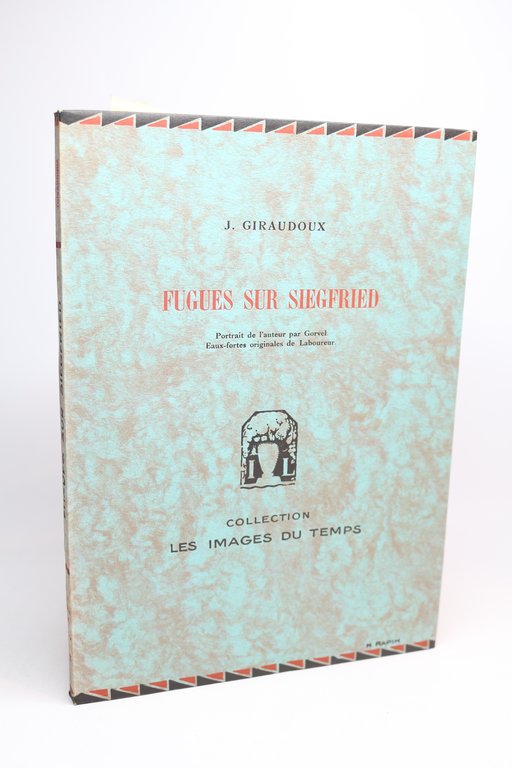 J. GIRAUDOUX
FUGUES SUR SIEGFRIED
Portrait de l'auteur par Gorvel
Eaux-fortes originales de Laboureur.
I L
COLLECTION
LES IMAGES DU TEMPS
H. RAPIN